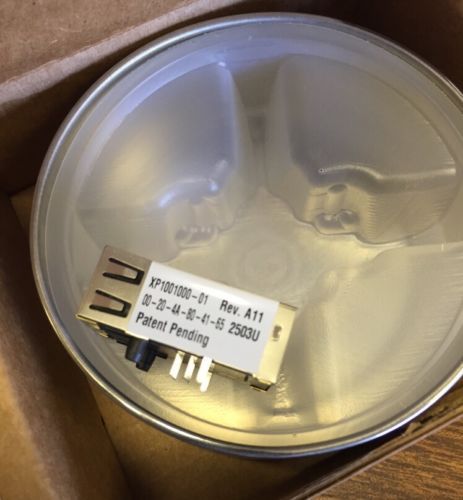 XP1001000-01 Rev. A11
00-20-4A-80-41-65 2503U
Patent Pending